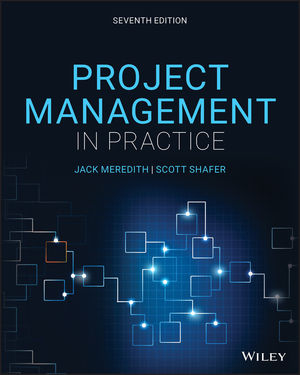 SEVENTH EDITION
PROJECT
MANAGEMENT
IN PRACTICE
JACK MEREDITH | SCOTT SHAFER
WILEY